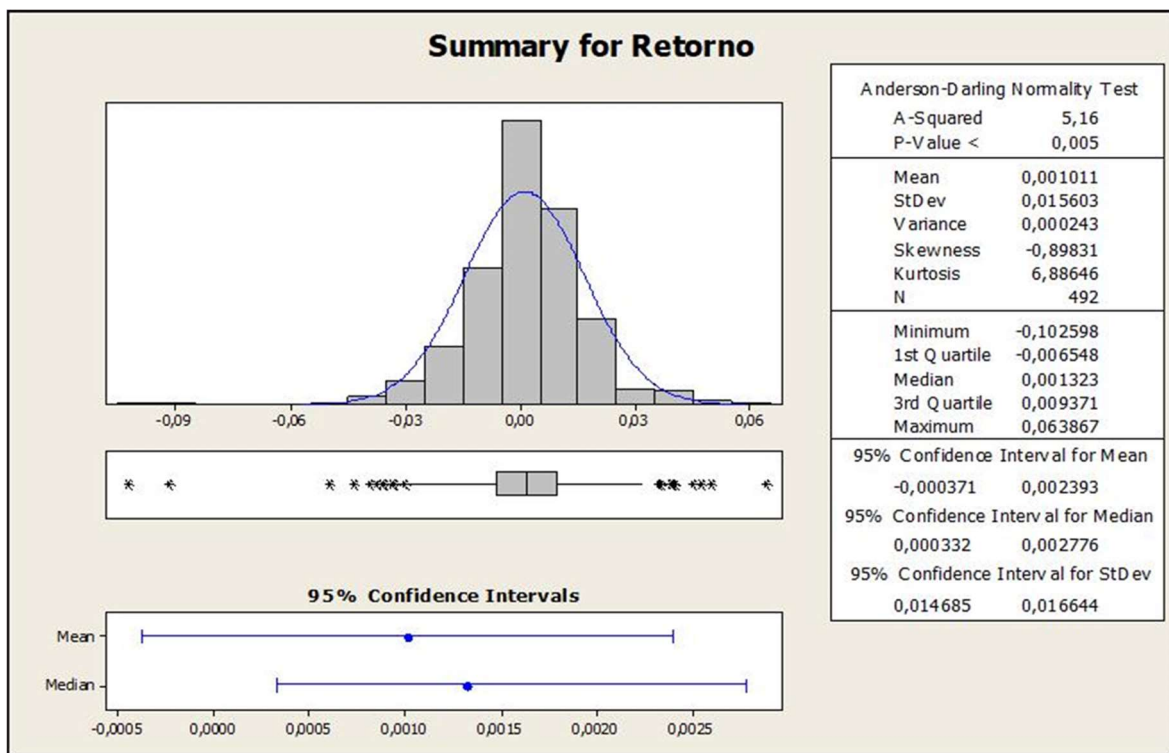 Summary for Retorno
-0,09 -0,06 -0,03 0,00 0,03 0,06
95% Confidence Intervals
Mean
Median
-0,0005 0,0000 0,0005 0,0010 0,0015 0,0020 0,0025
Anderson-Darling Normality Test
A-Squared 5,16
P-Value < 0,005
Mean 0,001011
StDev 0,015603
Variance 0,000243
Skewness -0,89831
Kurtosis 6,88646
N 492
Minimum -0,102598
1st Quartile -0,006548
Median 0,001323
3rd Quartile 0,009371
Maximum 0,063867
95% Confidence Interval for Mean
-0,000371 0,002393
95% Confidence Interval for Median
0,000332 0,002776
95% Confidence Interval for StDev
0,014685 0,016644